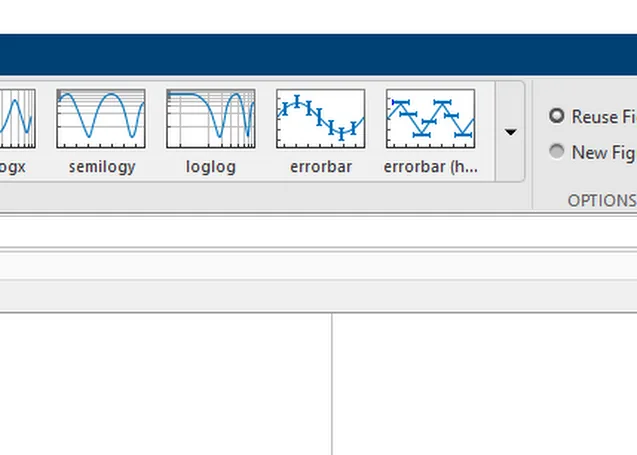 ogx
semilogy
loglog
errorbar
errorbar (h...
Reuse Fi
New Fig
OPTIONS